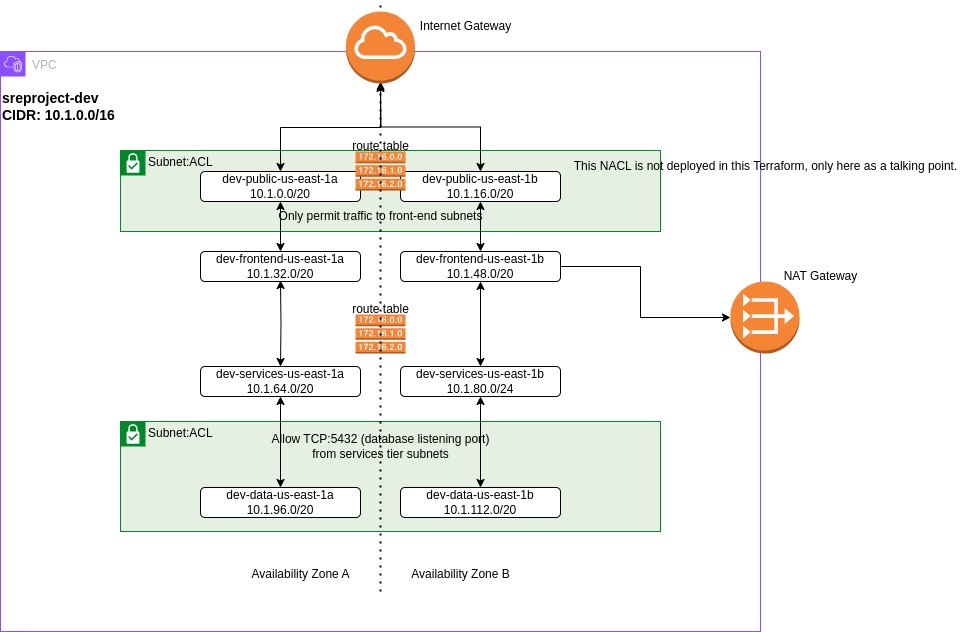 Internet Gateway
VPC
sreproject-dev
CIDR: 10.1.0.0/16
route table
Subnet:ACL
172.16.0.0
172.16.1.0
172.16.2.0
This NACL is not deployed in this Terraform, only here as a talking point.
dev-public-us-east-1a
10.1.0.0/20
dev-public-us-east-1b
10.1.16.0/20
Only permit traffic to front-end subnets
dev-frontend-us-east-1a
10.1.32.0/20
dev-frontend-us-east-1b
10.1.48.0/20
NAT Gateway
route table
172.16.0.0
172.16.1.0
172.16.2.0
dev-services-us-east-1a
10.1.64.0/20
dev-services-us-east-1b
10.1.80.0/24
Subnet:ACL
Allow TCP:5432 (database listening port)
from services tier subnets
dev-data-us-east-1a
10.1.96.0/20
dev-data-us-east-1b
10.1.112.0/20
Availability Zone A
Availability Zone B